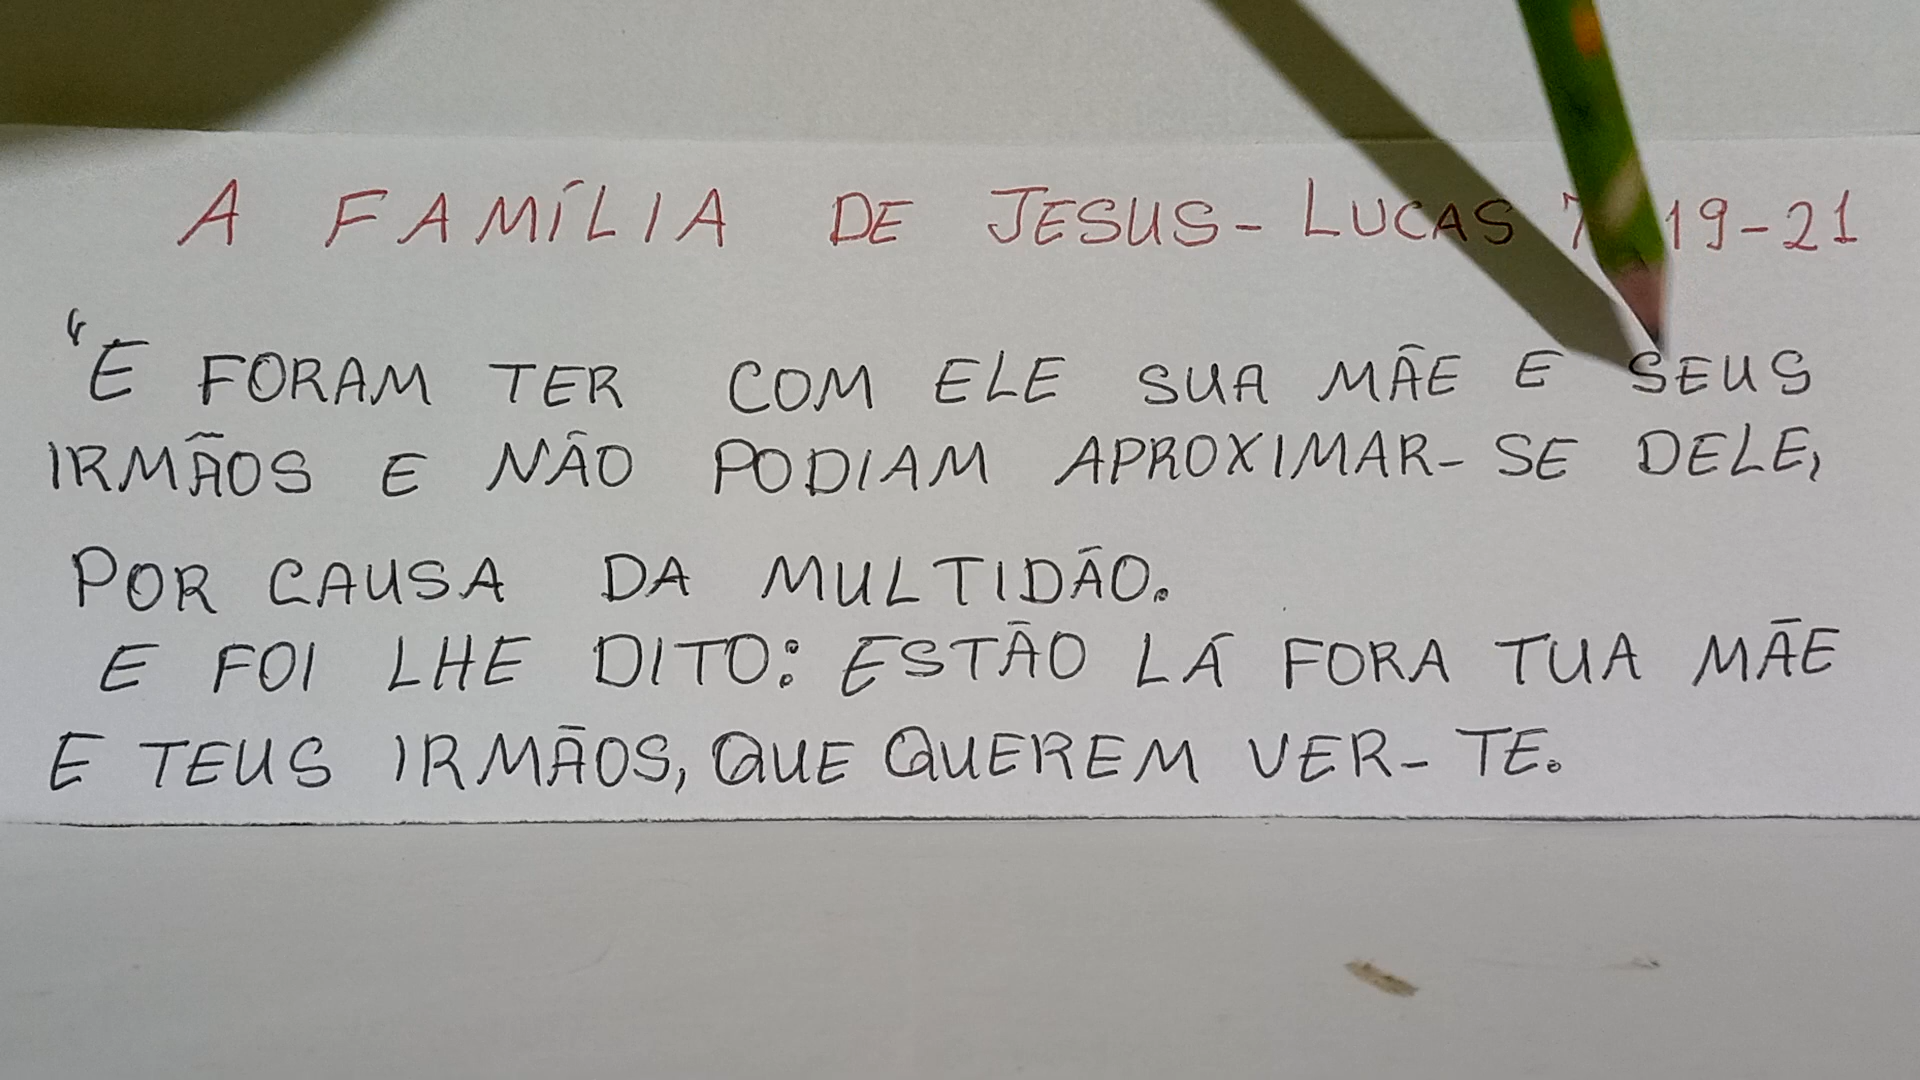 A FAMÍLIA DE JESUS - LUCAS 19-21
"E FORAM TER COM ELE SUA MÃE E SEUS
IRMÃOS E NÃO PODIAM APROXIMAR-SE DELE,
POR CAUSA DA MULTIDÃO.
E FOI LHE DITO: ESTÃO LÁ FORA TUA MÃE
E TEUS IRMÃOS, QUE QUEREM VER-TE.